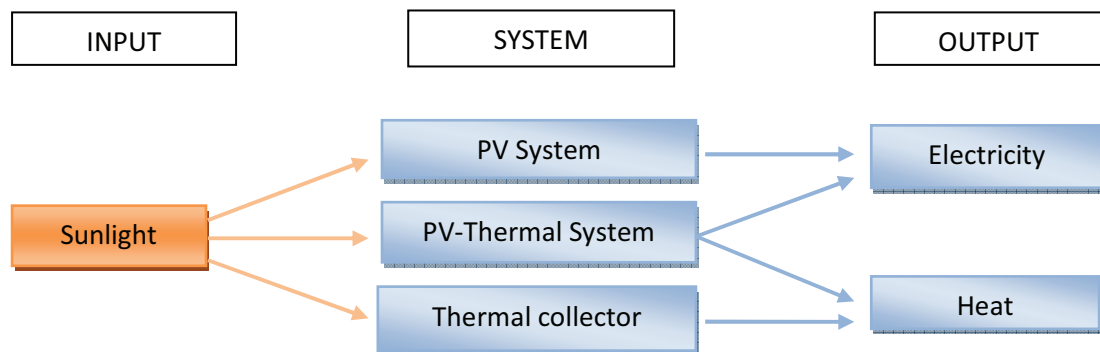 INPUT
SYSTEM
OUTPUT
PV System
Electricity
Sunlight
PV-Thermal System
Thermal collector
Heat